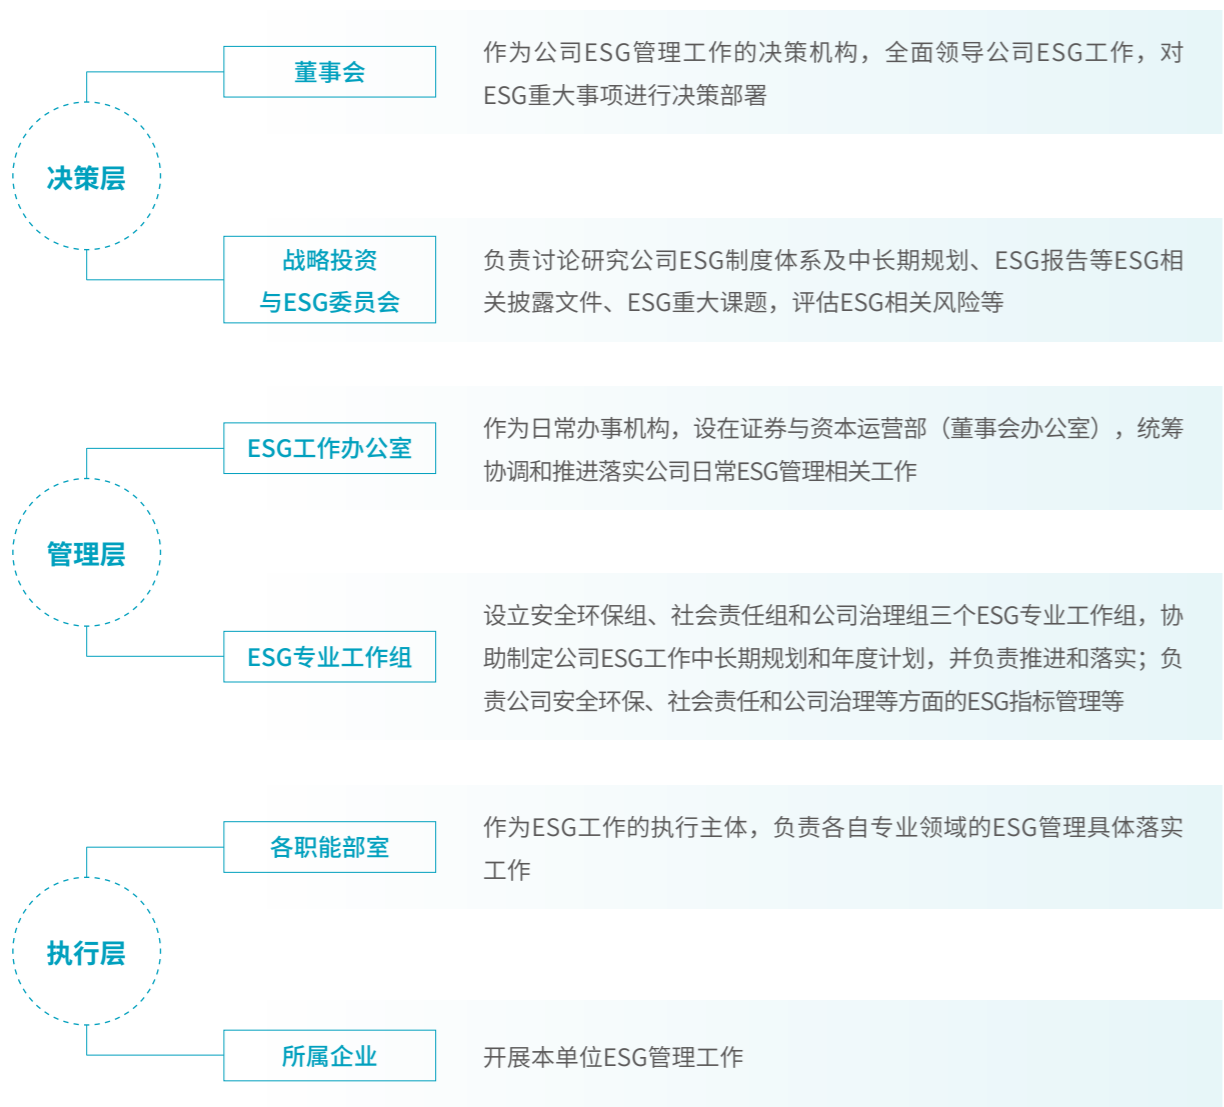 决策层
董事会
作为公司ESG管理工作的决策机构，全面领导公司ESG工作，对
ESG重大事项进行决策部署
战略投资
与ESG委员会
负责讨论研究公司ESG制度体系及中长期规划、ESG报告等ESG相
关披露文件、ESG重大课题，评估ESG相关风险等
管理层
ESG工作办公室
作为日常办事机构，设在证券与资本运营部（董事会办公室），统筹
协调和推进落实公司日常ESG管理相关工作
ESG专业工作组
设立安全环保组、社会责任组和公司治理组三个ESG专业工作组，协
助制定公司ESG工作中长期规划和年度计划，并负责推进和落实；负
责公司安全环保、社会责任和公司治理等方面的ESG指标管理等
执行层
各职能部室
作为ESG工作的执行主体，负责各自专业领域的ESG管理具体落实
工作
所属企业
开展本单位ESG管理工作